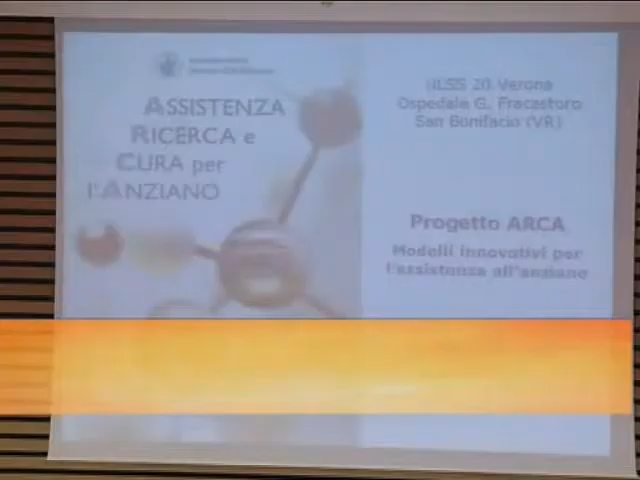 ASSISTENZA
RICERCA e
CURA per
l'ANZIANO
ULSS 20 Verona
Ospedale G. Fracastoro
San Bonifacio (VR)
Progetto ARCA
Modelli innovativi per
l'assistenza all'anziano